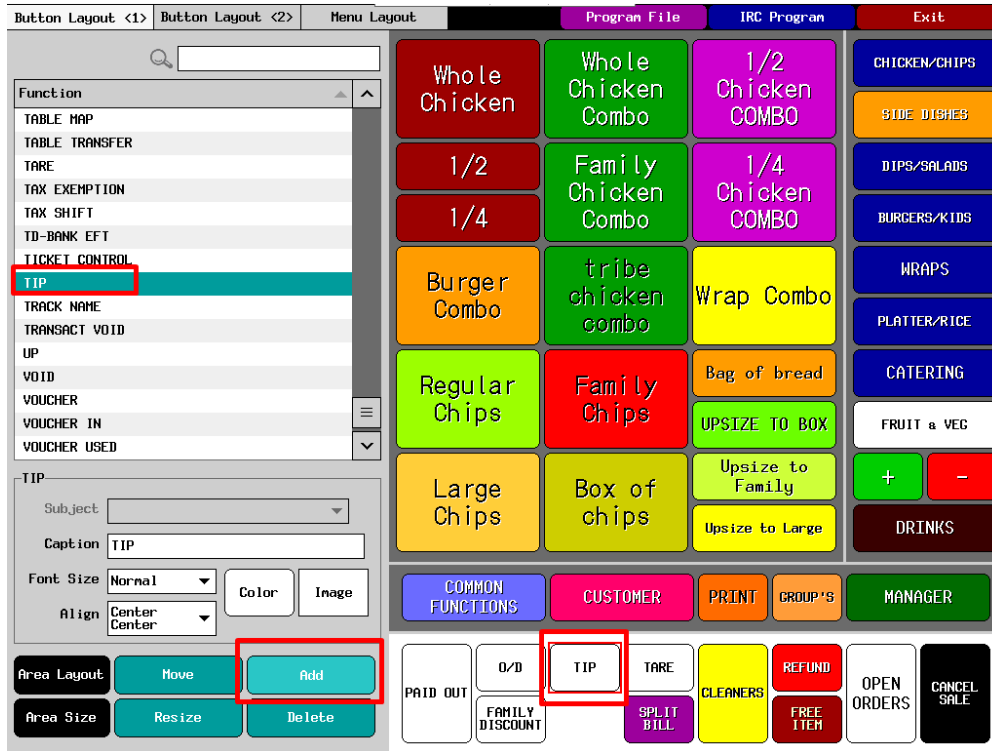 Button Layout <1>
Button Layout <2>
Menu Layout
Program File
IRC Program
Exit
Function
TABLE MAP
TABLE TRANSFER
TARE
TAX EXEMPTION
TAX SHIFT
TD-BANK EFT
TICKET CONTROL
TIP
TRACK NAME
TRANSACT VOID
UP
VOID
VOUCHER
VOUCHER IN
VOUCHER USED
TIP
Subject
Caption TIP
Font Size Normal
Color
Image
Align Center
Center
Area Layout
Move
Add
Area Size
Resize
Delete
Whole
Chicken
Whole
Chicken
Combo
1/2
Chicken
COMBO
1/2
1/4
Family
Chicken
Combo
1/4
Chicken
COMBO
Burger
Combo
tribe
chicken
combo
Wrap Combo
Regular
Chips
Family
Chips
Bag of bread
UPSIZE TO BOX
Large
Chips
Box of
chips
Upsize to
Family
Upsize to Large
CHICKEN/CHIPS
SIDE DISHES
DIPS/SALADS
BURGERS/KIDS
WRAPS
PLATTER/RICE
CATERING
FRUIT & VEG
+
-
DRINKS
COMMON
FUNCTIONS
CUSTOMER
PRINT
GROUP'S
MANAGER
PAID OUT
O/D
FAMILY
DISCOUNT
TIP
TARE
SPLIT
BILL
CLEANERS
REFUND
FREE
ITEM
OPEN
ORDERS
CANCEL
SALE